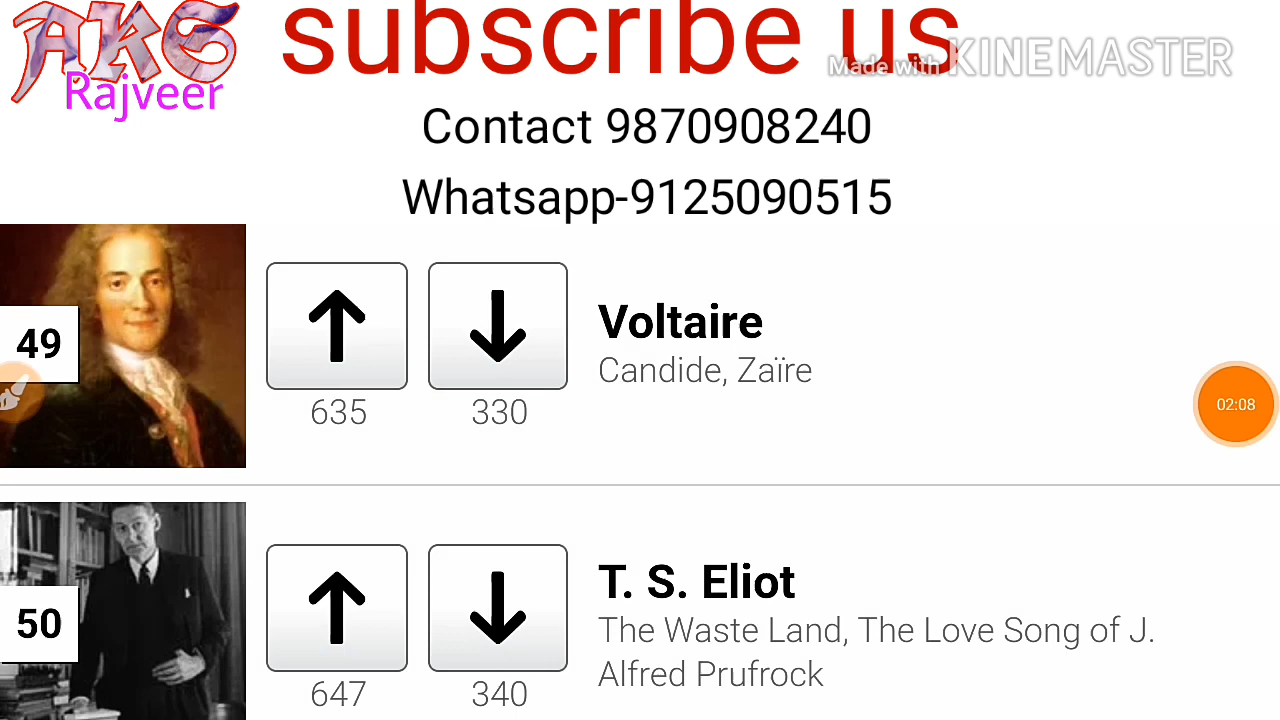 AKG
Rajveer
subscribe us
Made with KINEMASTER
Contact 9870908240
Whatsapp-9125090515
49
635
330
Voltaire
Candide, Zaïre
02:08
50
647
340
T. S. Eliot
The Waste Land, The Love Song of J.
Alfred Prufrock